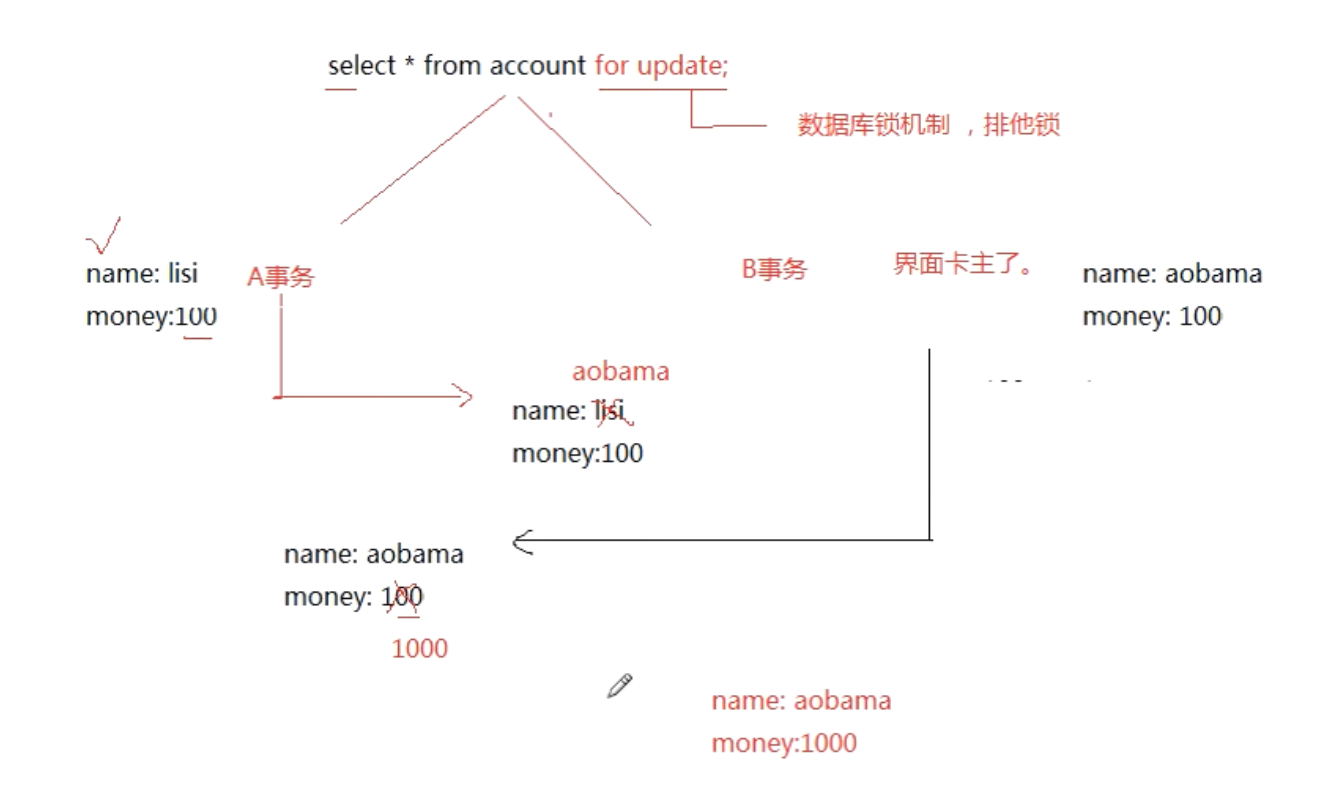 select * from account for update;
数据库锁机制 ，排他锁
name: lisi
money:100
A事务
B事务
界面卡主了。
name: aobama
money: 100
aobama
name: lisi
money:100
name: aobama
money: 100
1000
name: aobama
money:1000